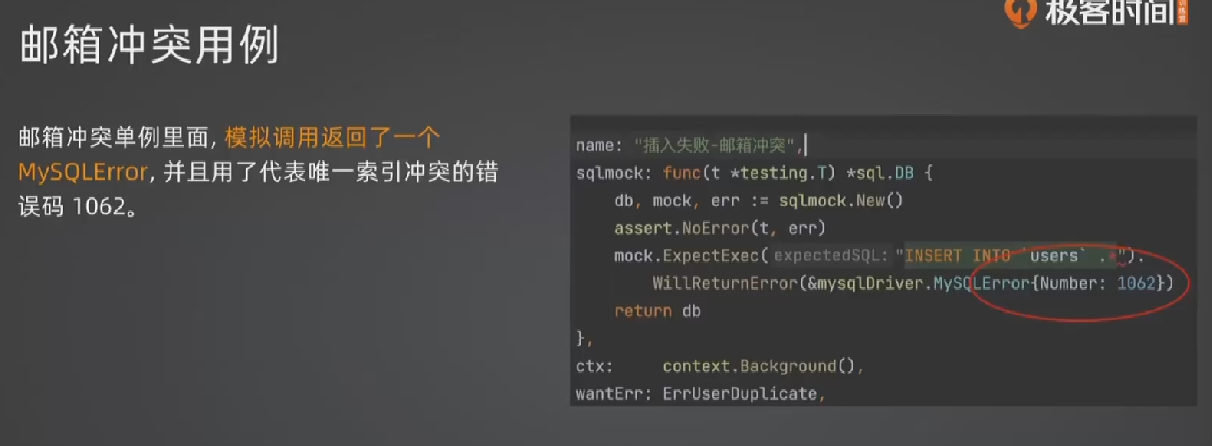 极客时间
邮箱冲突用例
邮箱冲突单例里面, 模拟调用返回了一个
MySQLError, 并且用了代表唯一索引冲突的错
误码 1062。
name: "插入失败-邮箱冲突",
sqlmock: func(t *testing.T) *sql.DB {
db, mock, err := sqlmock.New()
assert.NoError(t, err)
mock.ExpectExec( expectedSQL: "INSERT INTO `users` .*").
WillReturnError(&mysqlDriver.MySQLError{Number: 1062})
return db
},
ctx: context.Background(),
wantErr: ErrUserDuplicate,